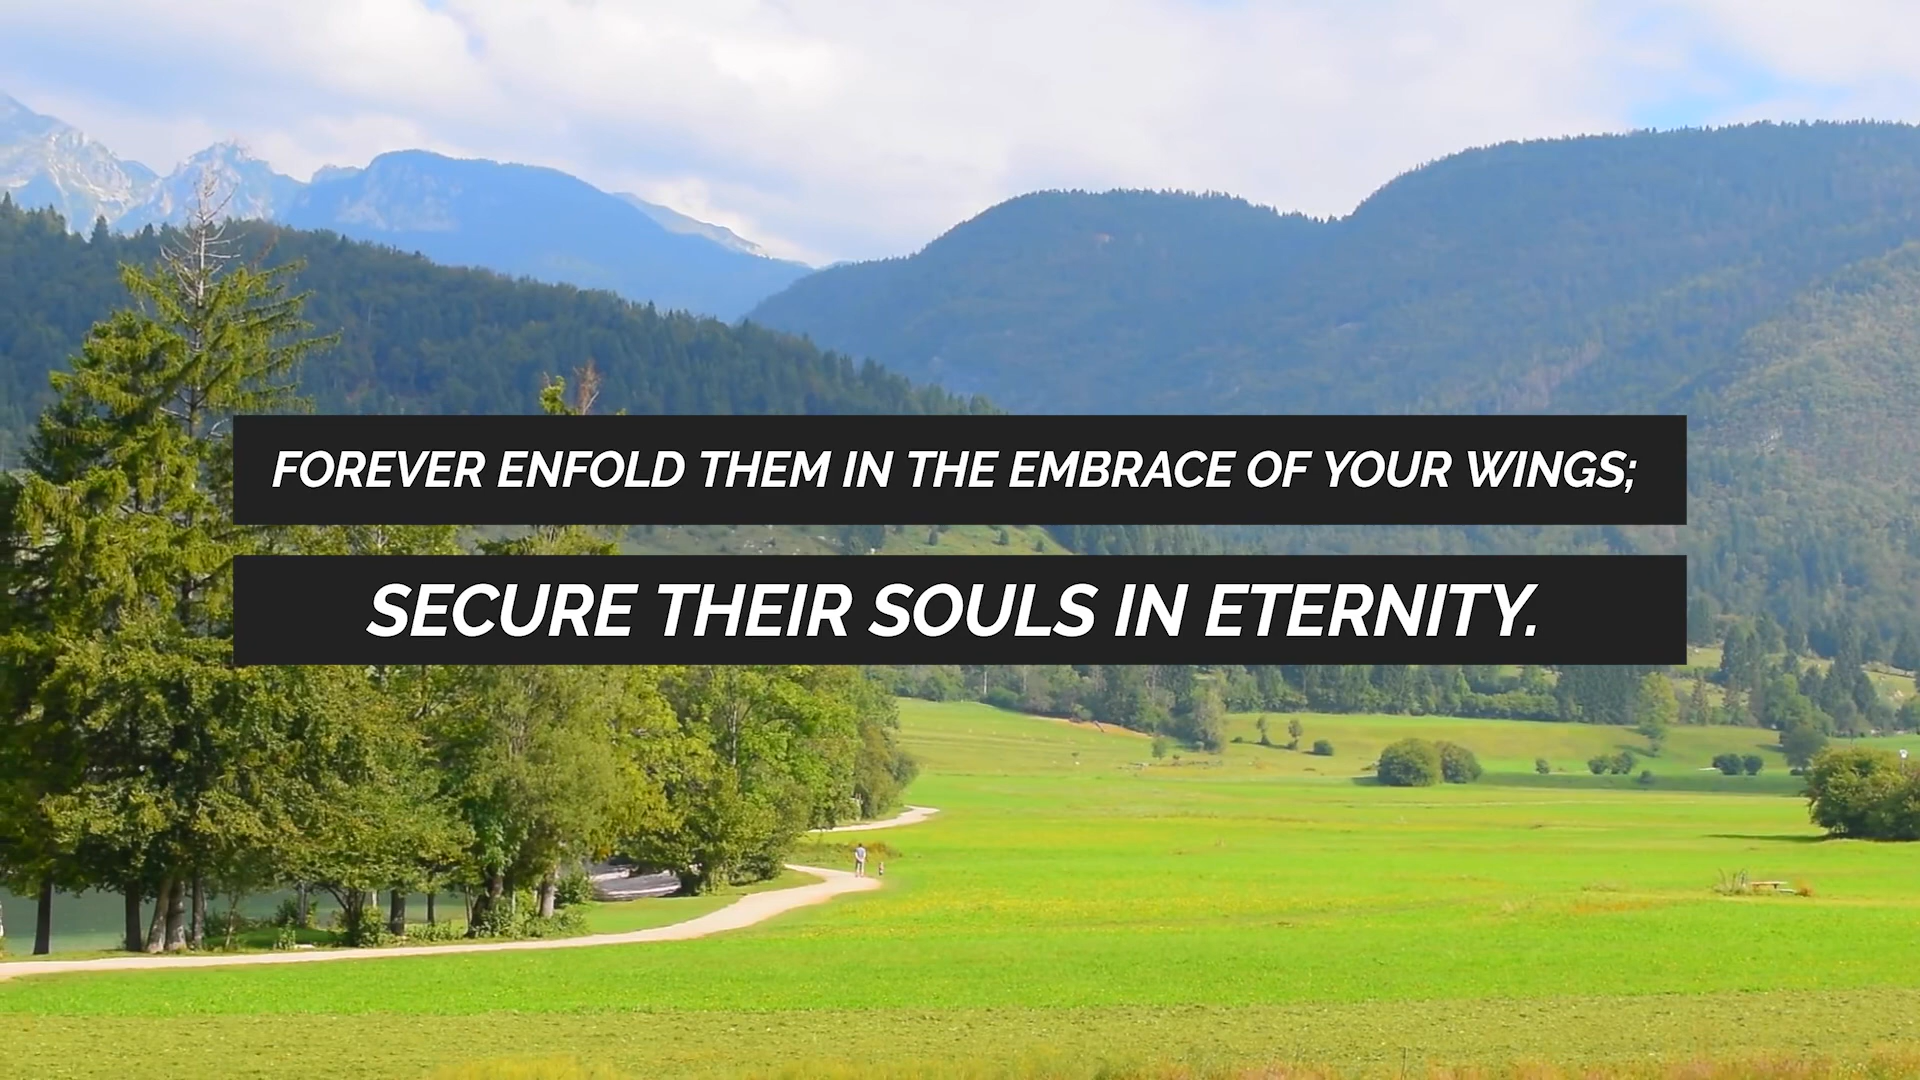 FOREVER ENFOLD THEM IN THE EMBRACE OF YOUR WINGS;
SECURE THEIR SOULS IN ETERNITY.